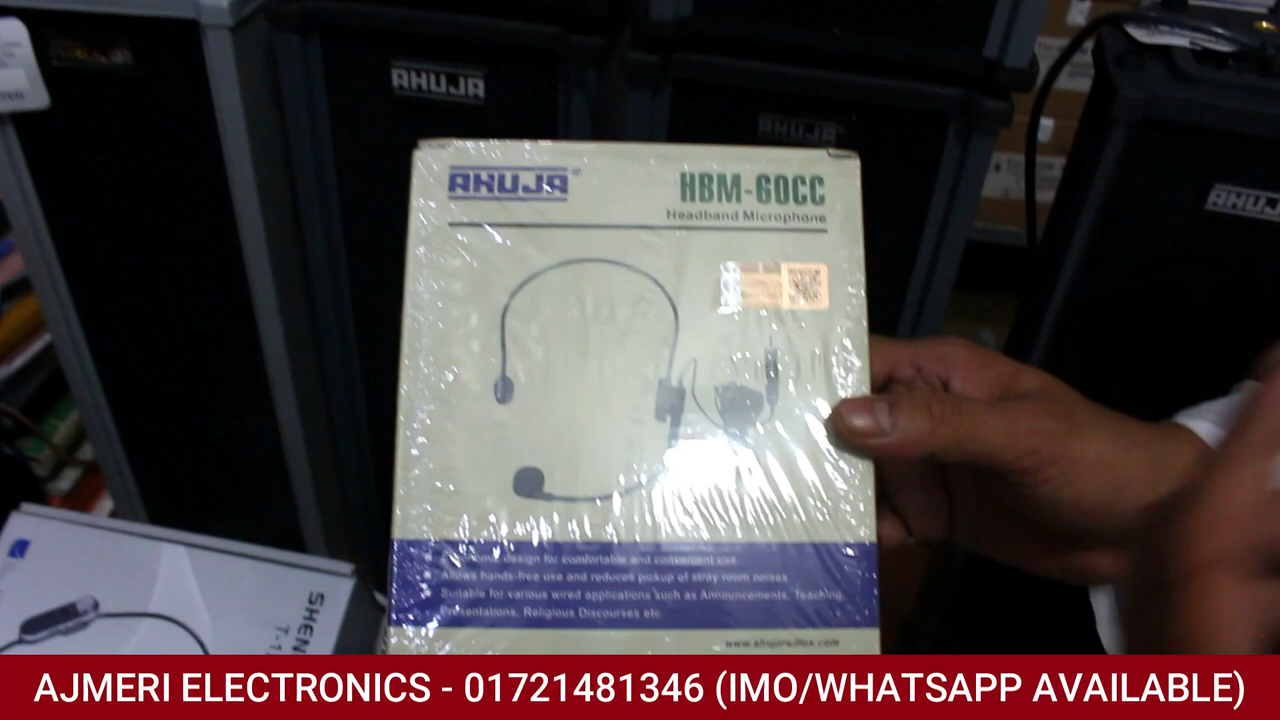 AHUJA
AHUJA
AHUJA
AHUJA
AHUJA
HBM-60CC
Headband Microphone
design for comfortable and convenient use
Allows hands-free use and reduces pickup of stray room noises
Suitable for various wired applications such as Announcements, Teaching,
Presentations, Religious Discourses etc.
www.ahujaradios.com
SHEN
T-1
AJMERI ELECTRONICS - 01721481346 (IMO/WHATSAPP AVAILABLE)